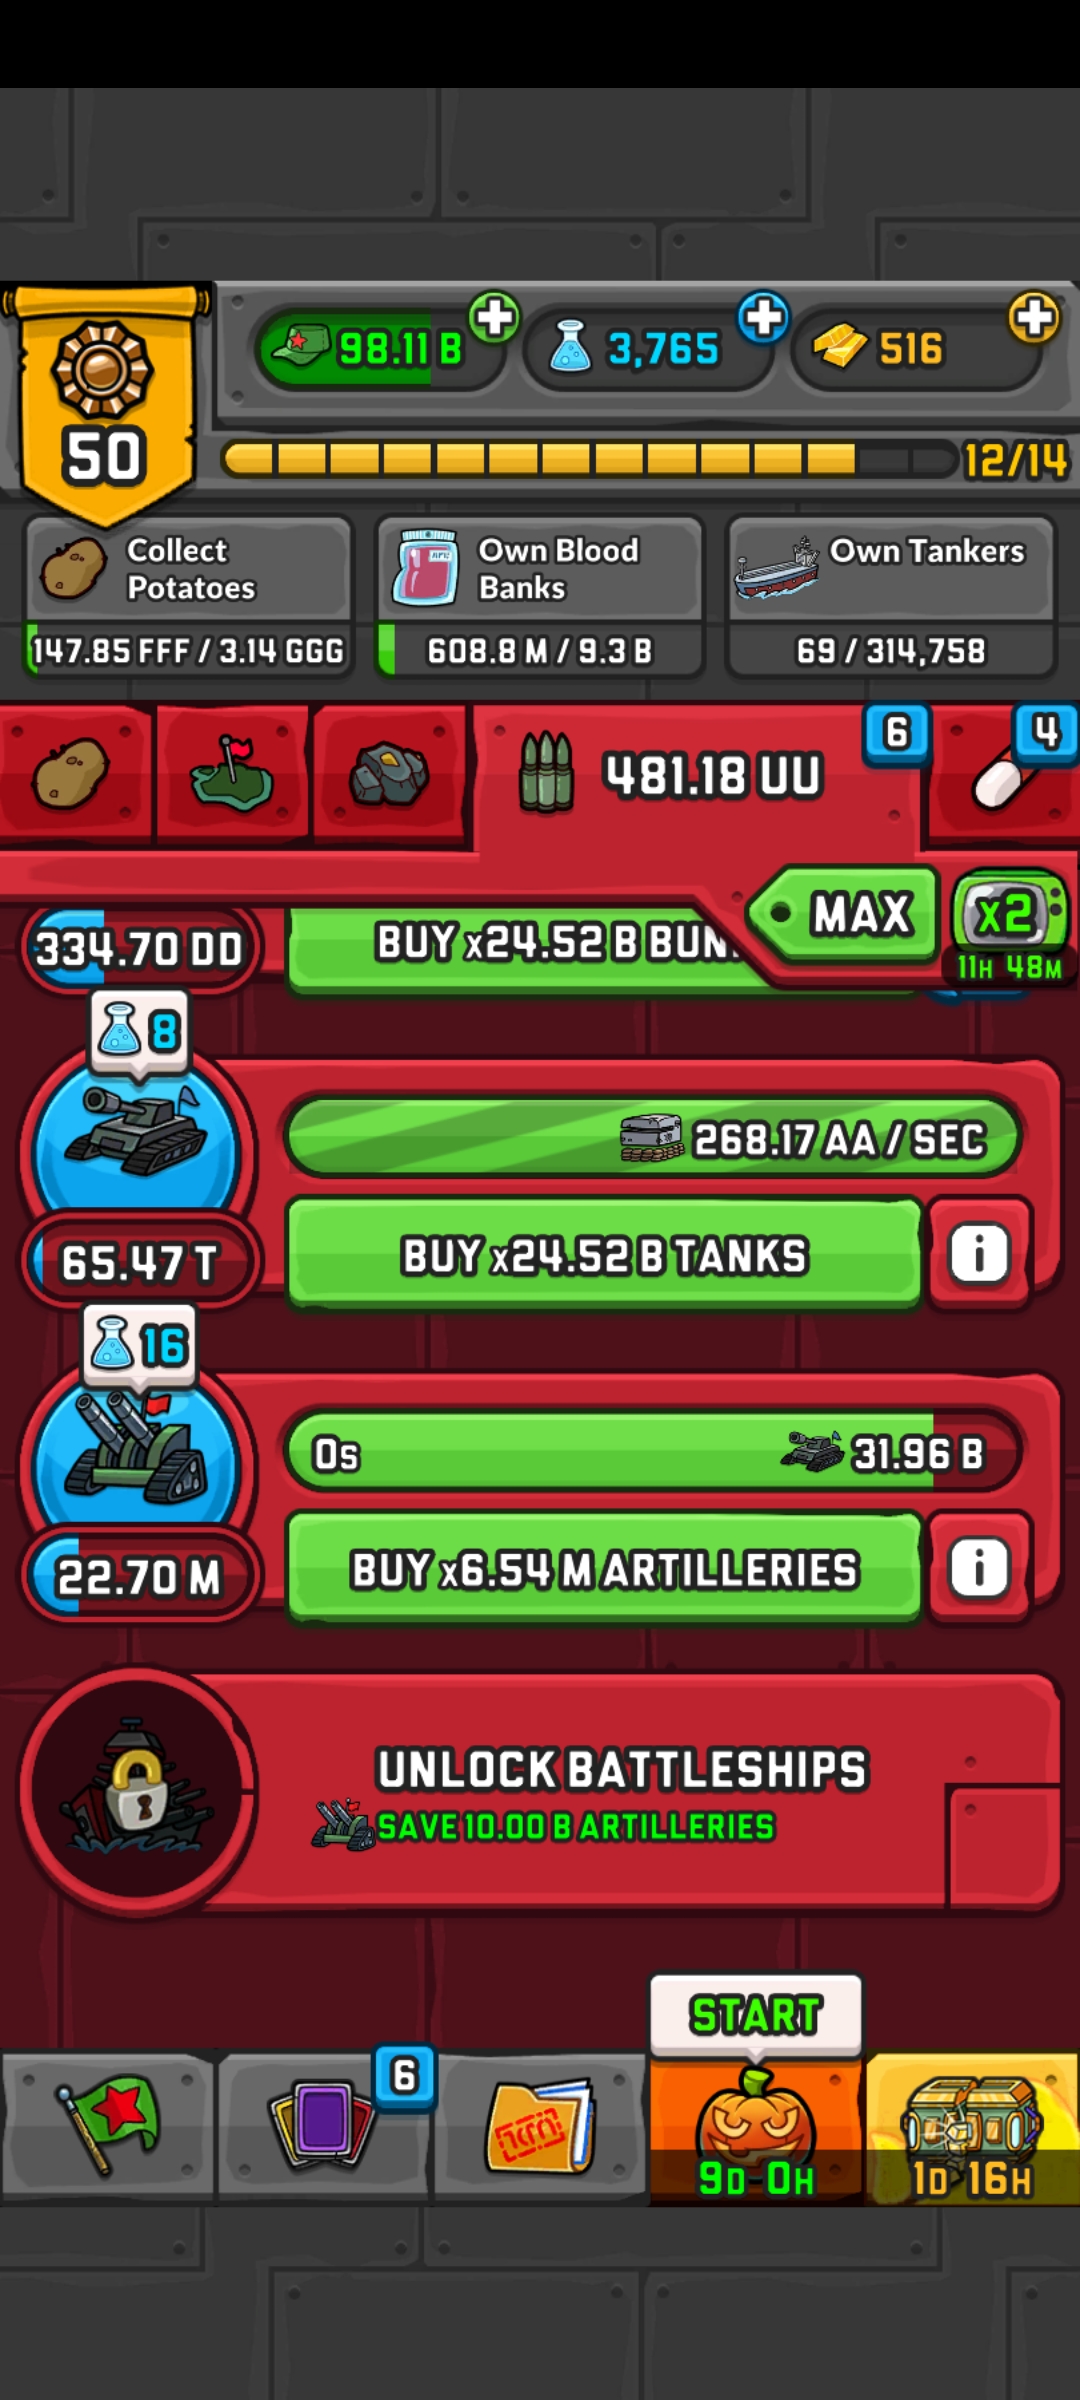 98.11 B
3,765
516
50
12/14
Collect
Potatoes
147.85 FFF / 3.14 GGG
Own Blood
Banks
608.8 M / 9.3 B
Own Tankers
69 / 314,758
481.18 UU
6
4
MAX
x2
11H 48M
334.70 DD
BUY x24.52 B BUN
8
268.17 AA / SEC
65.47 T
BUY x24.52 B TANKS
i
16
0s
31.96 B
22.70 M
BUY x6.54 M ARTILLERIES
i
UNLOCK BATTLESHIPS
SAVE 10.00 B ARTILLERIES
START
6
9D 0H
1D 16H